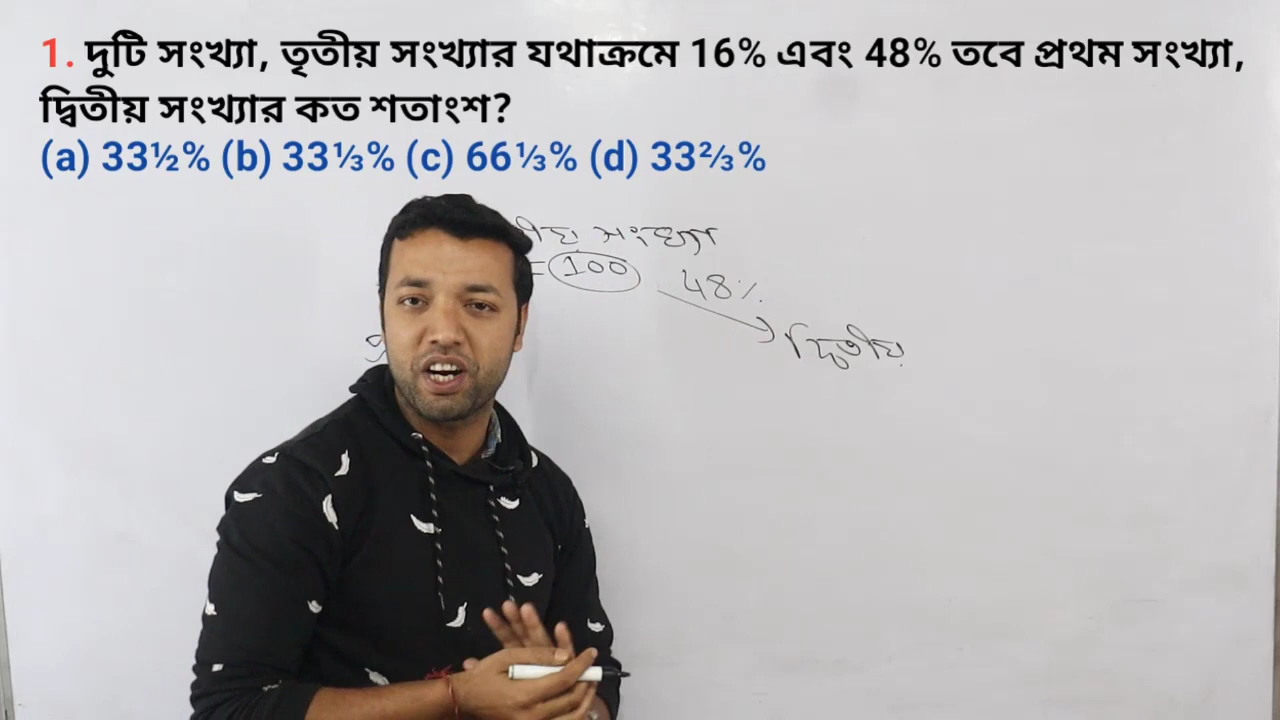 1. দুটি সংখ্যা, তৃতীয় সংখ্যার যথাক্রমে 16% এবং 48% তবে প্রথম সংখ্যা,
দ্বিতীয় সংখ্যার কত শতাংশ?
(a) 33½% (b) 33⅓% (c) 66⅓% (d) 33⅔%
সংখ্যা
=100 48%
দ্বিতীয়